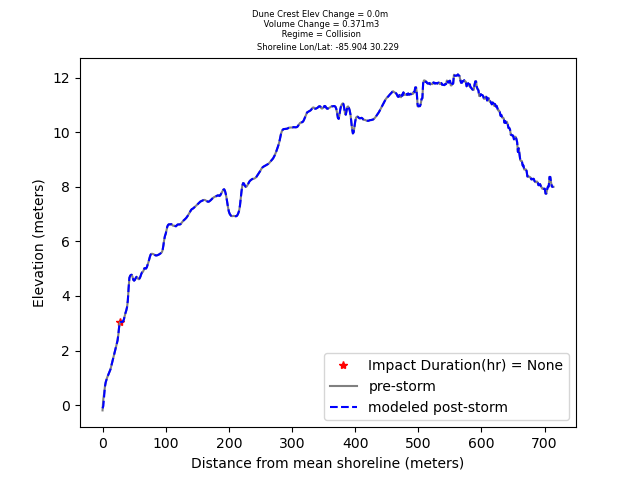 Dune Crest Elev Change = 0.0m
Volume Change = 0.371m3
Regime = Collision
Shoreline Lon/Lat: -85.904 30.229
12
10
8
6
4
2
0
Elevation (meters)
Impact Duration(hr) = None
pre-storm
modeled post-storm
0 100 200 300 400 500 600 700
Distance from mean shoreline (meters)